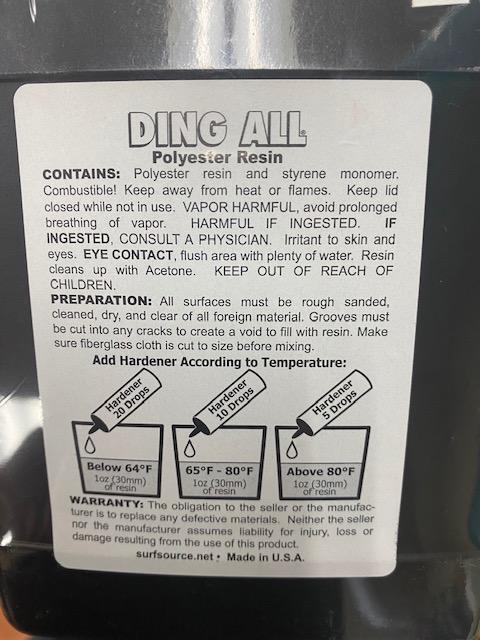 DING ALL
Polyester Resin
CONTAINS: Polyester resin and styrene monomer.
Combustible! Keep away from heat or flames. Keep lid
closed while not in use. VAPOR HARMFUL, avoid prolonged
breathing of vapor. HARMFUL IF INGESTED. IF
INGESTED, CONSULT A PHYSICIAN. Irritant to skin and
eyes. EYE CONTACT, flush area with plenty of water. Resin
cleans up with Acetone. KEEP OUT OF REACH OF
CHILDREN.
PREPARATION: All surfaces must be rough sanded,
cleaned, dry, and clear of all foreign material. Grooves must
be cut into any cracks to create a void to fill with resin. Make
sure fiberglass cloth is cut to size before mixing.
Add Hardener According to Temperature:
Hardener
20 Drops
Below 64°F
1oz (30mm)
of resin
Hardener
10 Drops
65°F - 80°F
1oz (30mm)
of resin
Hardener
5 Drops
Above 80°F
1oz (30mm)
of resin
WARRANTY: The obligation to the seller or the manufac-
turer is to replace any defective materials. Neither the seller
nor the manufacturer assumes liability for injury, loss or
damage resulting from the use of this product.
surfsource.net • Made in U.S.A.